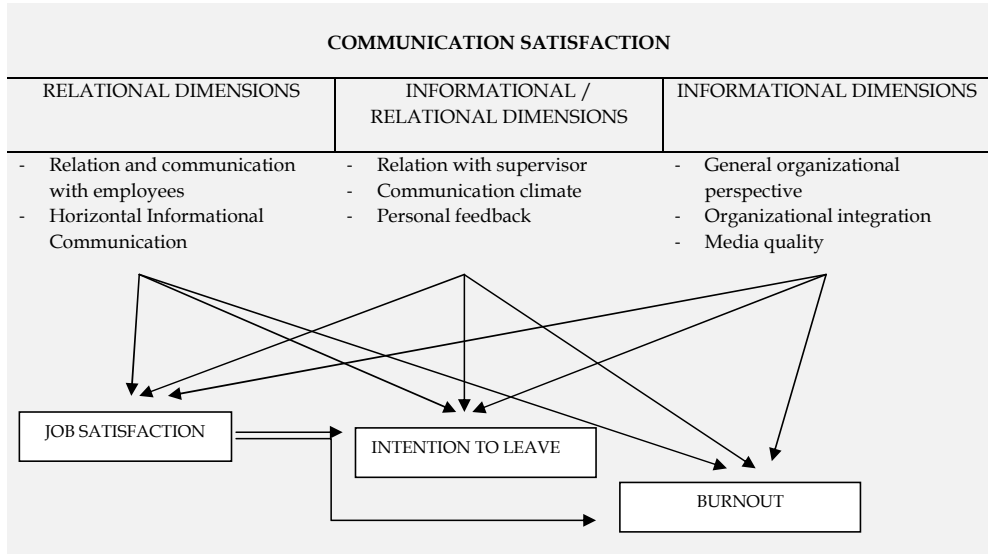 COMMUNICATION SATISFACTION
RELATIONAL DIMENSIONS
INFORMATIONAL /
RELATIONAL DIMENSIONS
INFORMATIONAL DIMENSIONS
- Relation and communication
with employees
- Horizontal Informational
Communication
- Relation with supervisor
- Communication climate
- Personal feedback
- General organizational
perspective
- Organizational integration
- Media quality
JOB SATISFACTION
INTENTION TO LEAVE
BURNOUT